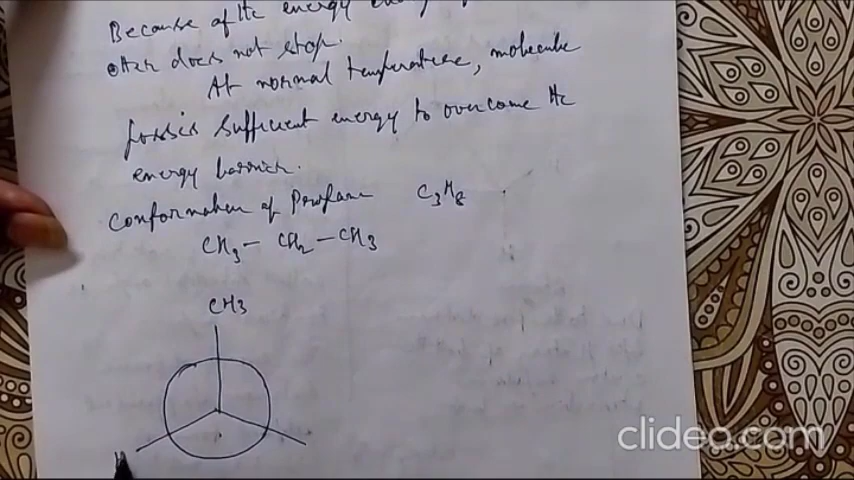 Because of the energy energy
other does not stop.
At normal temperature, molecule
possess sufficient energy to overcome the
energy barrier.
Conformation of Propane C3H8
CH3 - CH2 - CH3
CH3
clideo.com